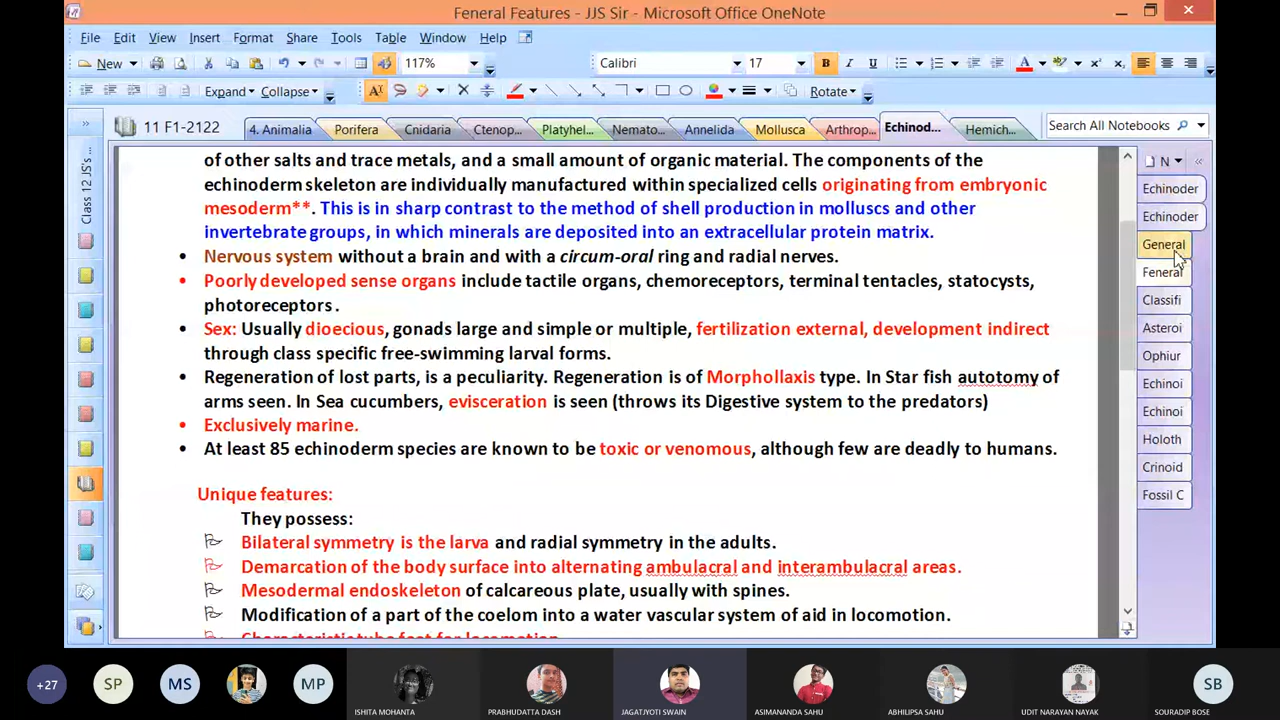 Feneral Features - JJS Sir - Microsoft Office OneNote
File Edit View Insert Format Share Tools Table Window Help
New 117% Calibri 17 B I U
Expand Collapse Rotate
11 F1-2122 4. Animalia Porifera Cnidaria Ctenop... Platyhel... Nemato... Annelida Mollusca Arthrop... Echinod... Hemich... Search All Notebooks
Class 12 JS's
N
Echinoder
Echinoder
General
Feneral
Classifi
Asteroi
Ophiur
Echinoi
Echinoi
Holoth
Crinoid
Fossil C
of other salts and trace metals, and a small amount of organic material. The components of the
echinoderm skeleton are individually manufactured within specialized cells originating from embryonic
mesoderm**. This is in sharp contrast to the method of shell production in molluscs and other
invertebrate groups, in which minerals are deposited into an extracellular protein matrix.
• Nervous system without a brain and with a circum-oral ring and radial nerves.
• Poorly developed sense organs include tactile organs, chemoreceptors, terminal tentacles, statocysts,
photoreceptors .
• Sex: Usually dioecious, gonads large and simple or multiple, fertilization external, development indirect
through class specific free-swimming larval forms.
• Regeneration of lost parts, is a peculiarity. Regeneration is of Morphollaxis type. In Star fish autotomy of
arms seen. In Sea cucumbers, evisceration is seen (throws its Digestive system to the predators)
• Exclusively marine.
• At least 85 echinoderm species are known to be toxic or venomous, although few are deadly to humans.
Unique features:
They possess:
Bilateral symmetry is the larva and radial symmetry in the adults.
Demarcation of the body surface into alternating ambulacral and interambulacral areas.
Mesodermal endoskeleton of calcareous plate, usually with spines.
Modification of a part of the coelom into a water vascular system of aid in locomotion.
Characteristic tube feet for locomotion
+27 SP MS MP SB
ISHITA MOHANTA PRABHUDATTA DASH JAGATJYOTI SWAIN ASIMANANDA SAHU ABHILIPSA SAHU UDIT NARAYAN NAYAK SOURADIP BOSE